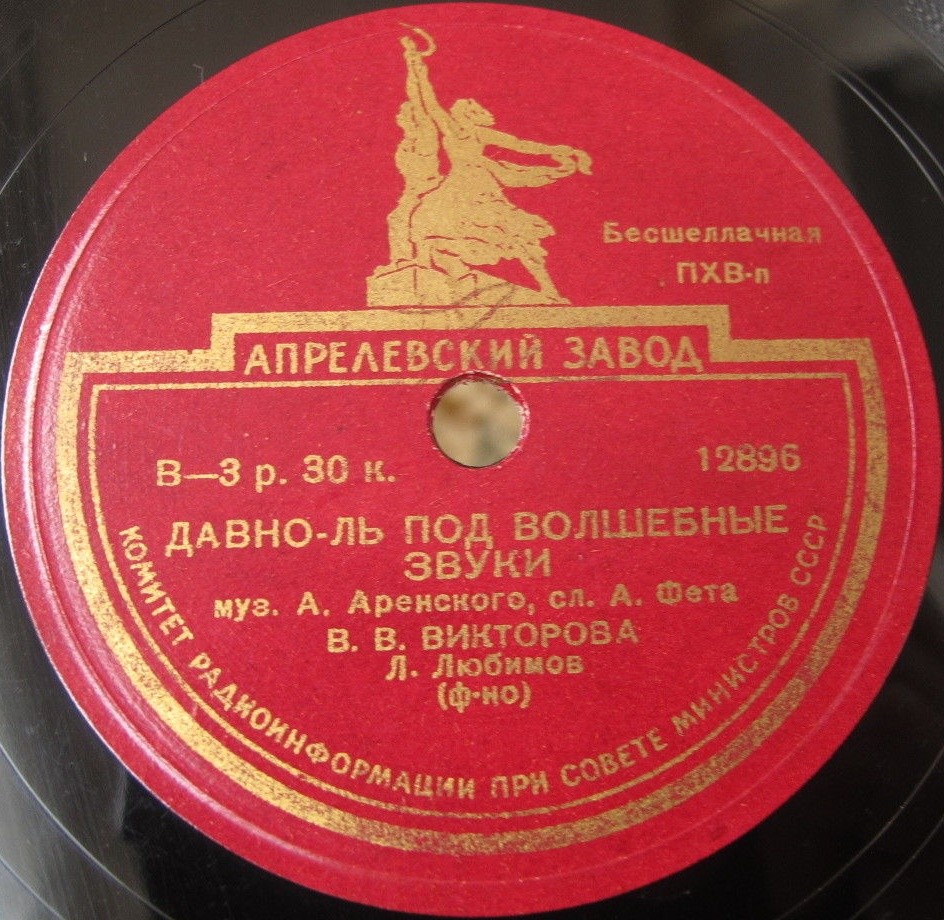 Бесшеллачная
ПХВ-п
АПРЕЛЕВСКИЙ ЗАВОД
В—3 р. 30 к.
12896
ДАВНО-ЛЬ ПОД ВОЛШЕБНЫЕ
ЗВУКИ
муз. А. Аренского, сл. А. Фета
В. В. ВИКТОРОВА
Л. Любимов
(ф-но)
КОМИТЕТ РАДИОИНФОРМАЦИИ ПРИ СОВЕТЕ МИНИСТРОВ СССР